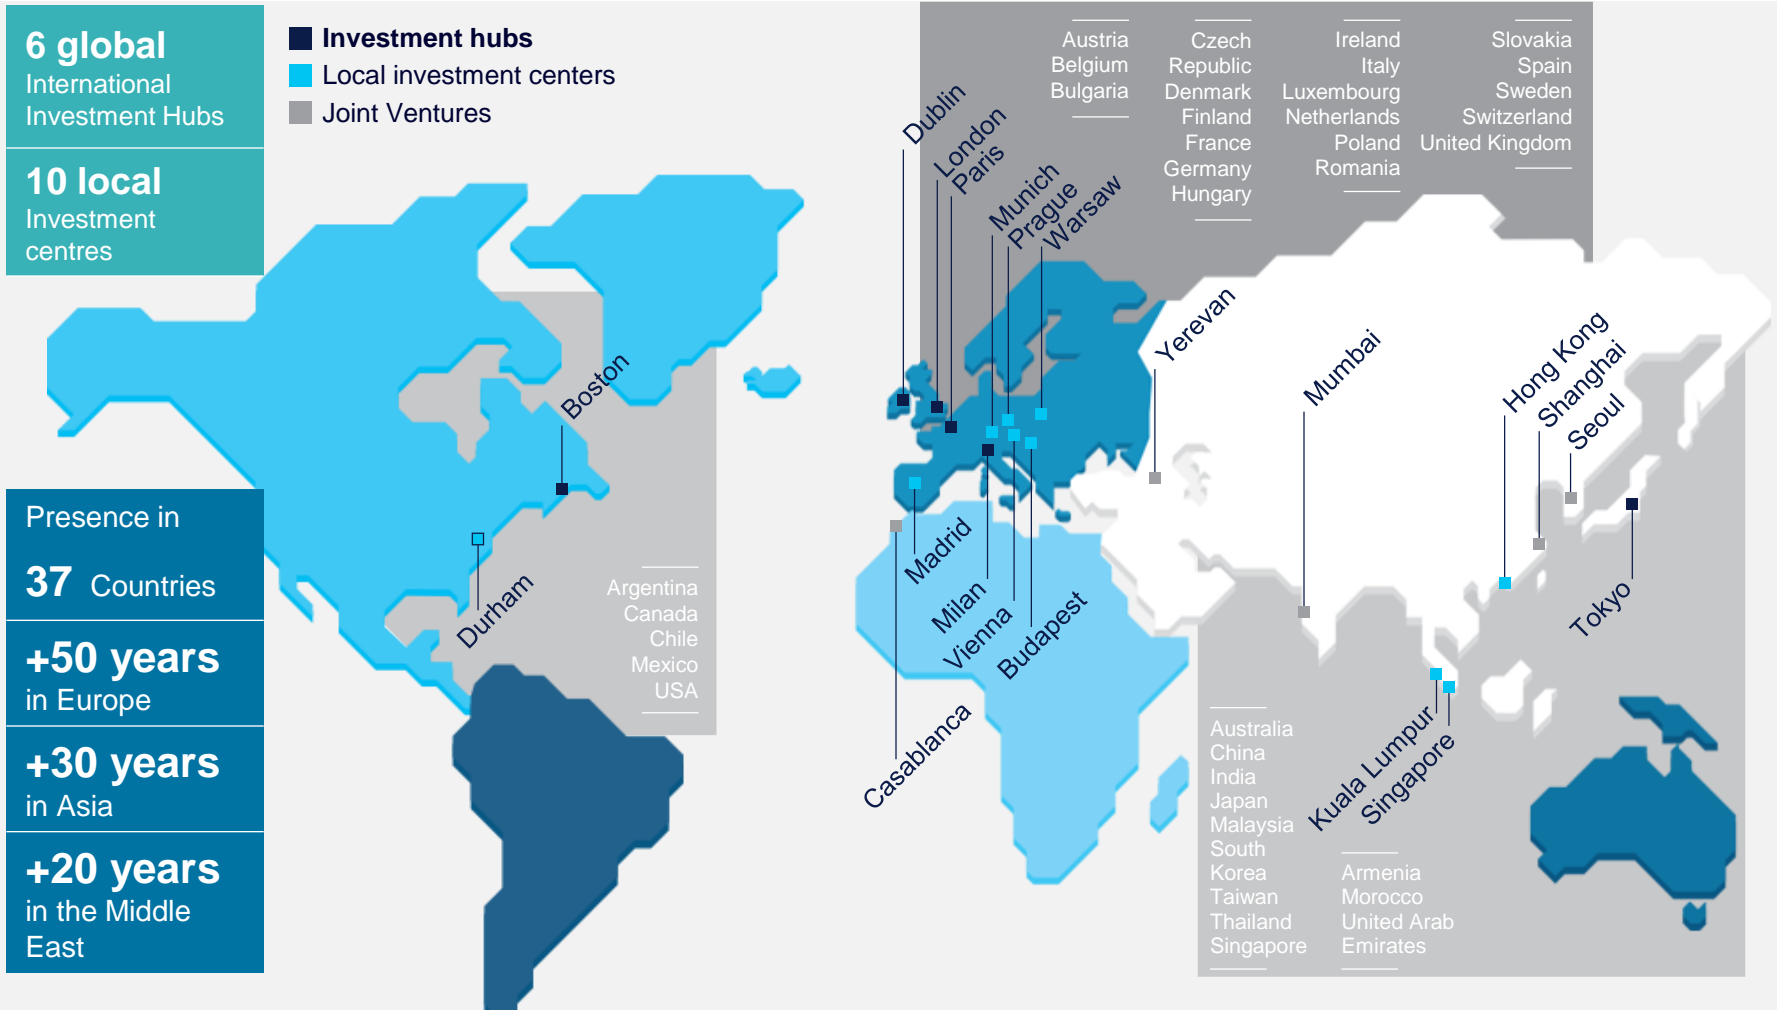 6 global
International
Investment Hubs
10 local
Investment
centres
Investment hubs
Local investment centers
Joint Ventures
Austria
Belgium
Bulgaria
Czech
Republic
Denmark
Finland
France
Germany
Hungary
Ireland
Italy
Luxembourg
Netherlands
Poland
Romania
Slovakia
Spain
Sweden
Switzerland
United Kingdom
Dublin
London
Paris
Munich
Prague
Warsaw
Yerevan
Mumbai
Hong Kong
Shanghai
Seoul
Boston
Durham
Madrid
Milan
Vienna
Budapest
Casablanca
Kuala Lumpur
Singapore
Tokyo
Presence in
37 Countries
+50 years
in Europe
+30 years
in Asia
+20 years
in the Middle
East
Argentina
Canada
Chile
Mexico
USA
Australia
China
India
Japan
Malaysia
South
Korea
Taiwan
Thailand
Singapore
Armenia
Morocco
United Arab
Emirates